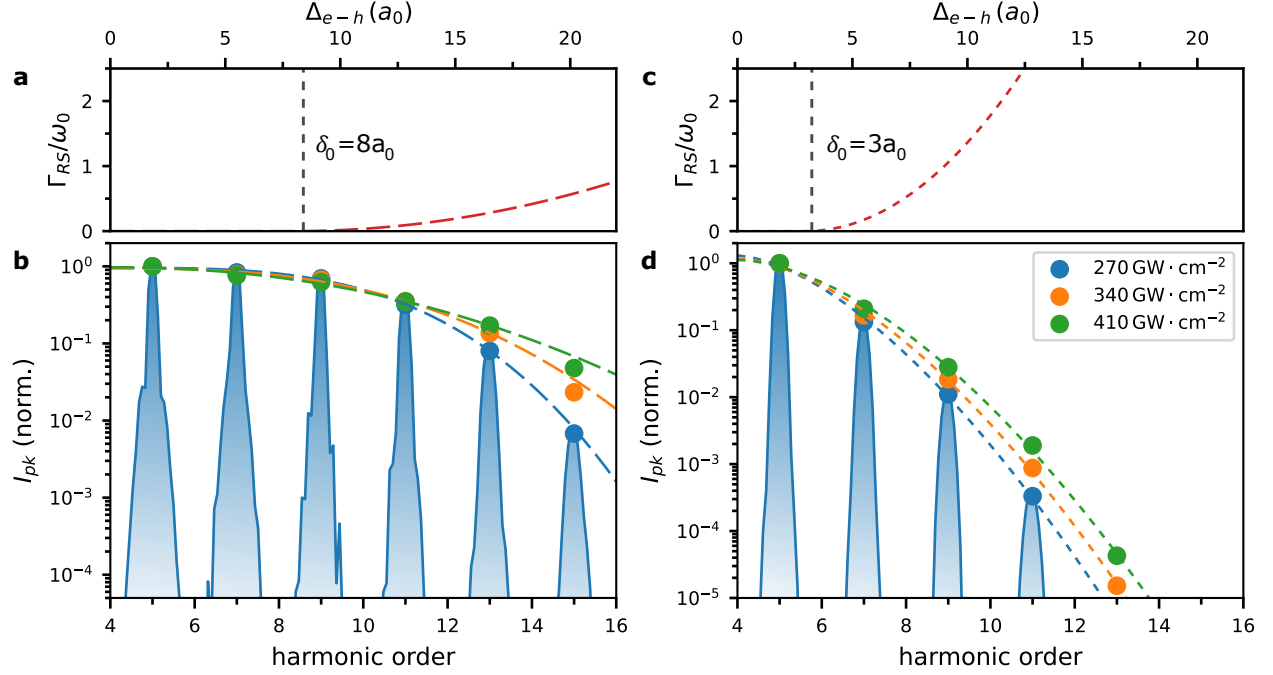 Δe−h(a0)
0 5 10 15 20
a
ΓRS/ω0
2
1
0
δ0=8a0
b
Ipk (norm.)
10^0
10^−1
10^−2
10^−3
10^−4
4 6 8 10 12 14 16
harmonic order
Δe−h(a0)
0 5 10 15 20
c
ΓRS/ω0
2
1
0
δ0=3a0
d
270 GW · cm^−2
340 GW · cm^−2
410 GW · cm^−2
Ipk (norm.)
10^0
10^−1
10^−2
10^−3
10^−4
10^−5
4 6 8 10 12 14 16
harmonic order